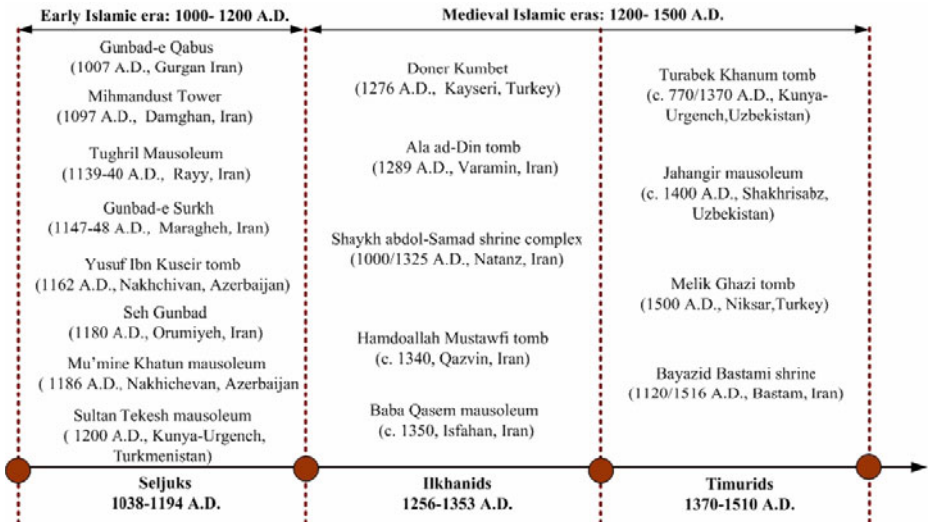 Early Islamic era: 1000- 1200 A.D.
Medieval Islamic eras: 1200- 1500 A.D.
Gunbad-e Qabus
(1007 A.D., Gurgan Iran)
Mihmandust Tower
(1097 A.D., Damghan, Iran)
Tughril Mausoleum
(1139-40 A.D., Rayy, Iran)
Gunbad-e Surkh
(1147-48 A.D., Maragheh, Iran)
Yusuf Ibn Kuseir tomb
(1162 A.D., Nakhchivan, Azerbaijan)
Seh Gunbad
(1180 A.D., Orumiyeh, Iran)
Mu'mine Khatun mausoleum
( 1186 A.D., Nakhichevan, Azerbaijan
Sultan Tekesh mausoleum
( 1200 A.D., Kunya-Urgench,
Turkmenistan)
Doner Kumbet
(1276 A.D., Kayseri, Turkey)
Ala ad-Din tomb
(1289 A.D., Varamin, Iran)
Shaykh abdol-Samad shrine complex
(1000/1325 A.D., Natanz, Iran)
Hamdoallah Mustawfi tomb
(c. 1340, Qazvin, Iran)
Baba Qasem mausoleum
(c. 1350, Isfahan, Iran)
Turabek Khanum tomb
(c. 770/1370 A.D., Kunya-
Urgench,Uzbekistan)
Jahangir mausoleum
(c. 1400 A.D., Shakhrisabz,
Uzbekistan)
Melik Ghazi tomb
(1500 A.D., Niksar,Turkey)
Bayazid Bastami shrine
(1120/1516 A.D., Bastam, Iran)
Seljuks
1038-1194 A.D.
Ilkhanids
1256-1353 A.D.
Timurids
1370-1510 A.D.